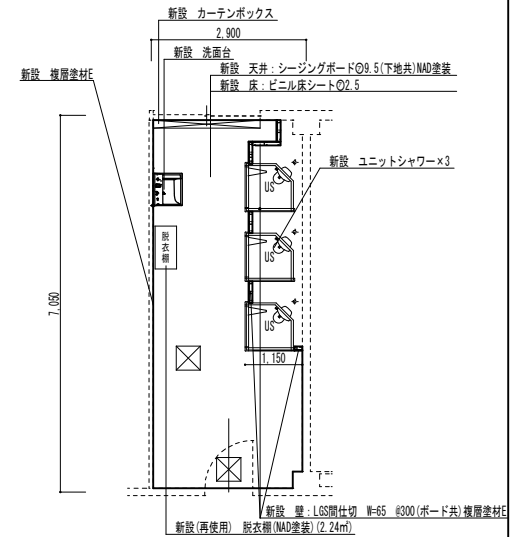 新設 カーテンボックス
2,900
新設 洗面台
新設 天井：シージングボード⑦9.5(下地共)NAD塗装
新設 複層塗材E
新設 床：ビニル床シート⑦2.5
新設 ユニットシャワー×3
US
脱衣棚
US
7,050
US
1,150
新設 壁：LGS間仕切 W=65 @300(ボード共)複層塗材E
新設(再使用) 脱衣棚(NAD塗装)(2.24㎡)